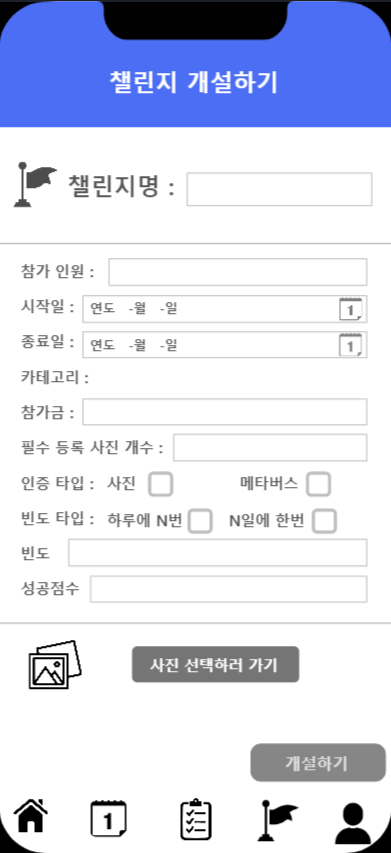 챌린지 개설하기
챌린지명 :
참가 인원 :
시작일 : 연도 -월 -일 1
종료일 : 연도 -월 -일 1
카테고리 :
참가금 :
필수 등록 사진 개수 :
인증 타입 : 사진 메타버스
빈도 타입 : 하루에 N번 N일에 한번
빈도
성공점수
사진 선택하러 가기
개설하기
1